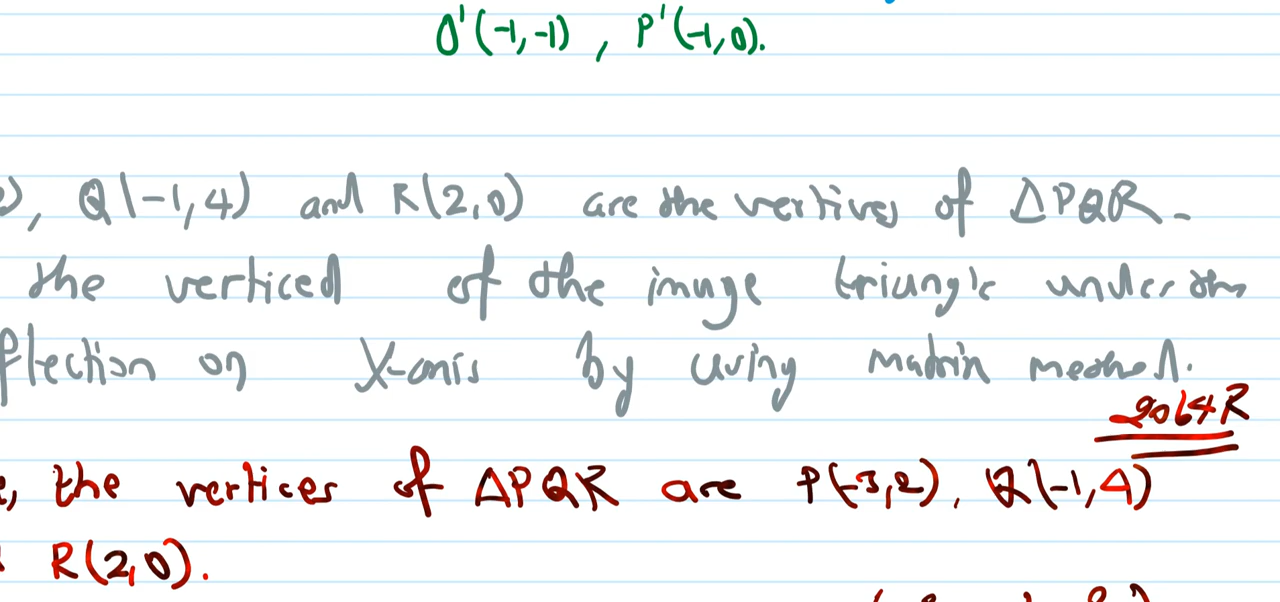 O'(-1,-1) , P'(-1,0).
), Q(-1,4) and R(2,0) are the vertives of ΔPQR-
the verticed of the image triangle under the
flection on X-axis by using matrix method.
2064R
, the vertices of ΔPQR are P(-3,2), Q(-1,4)
R(2,0).